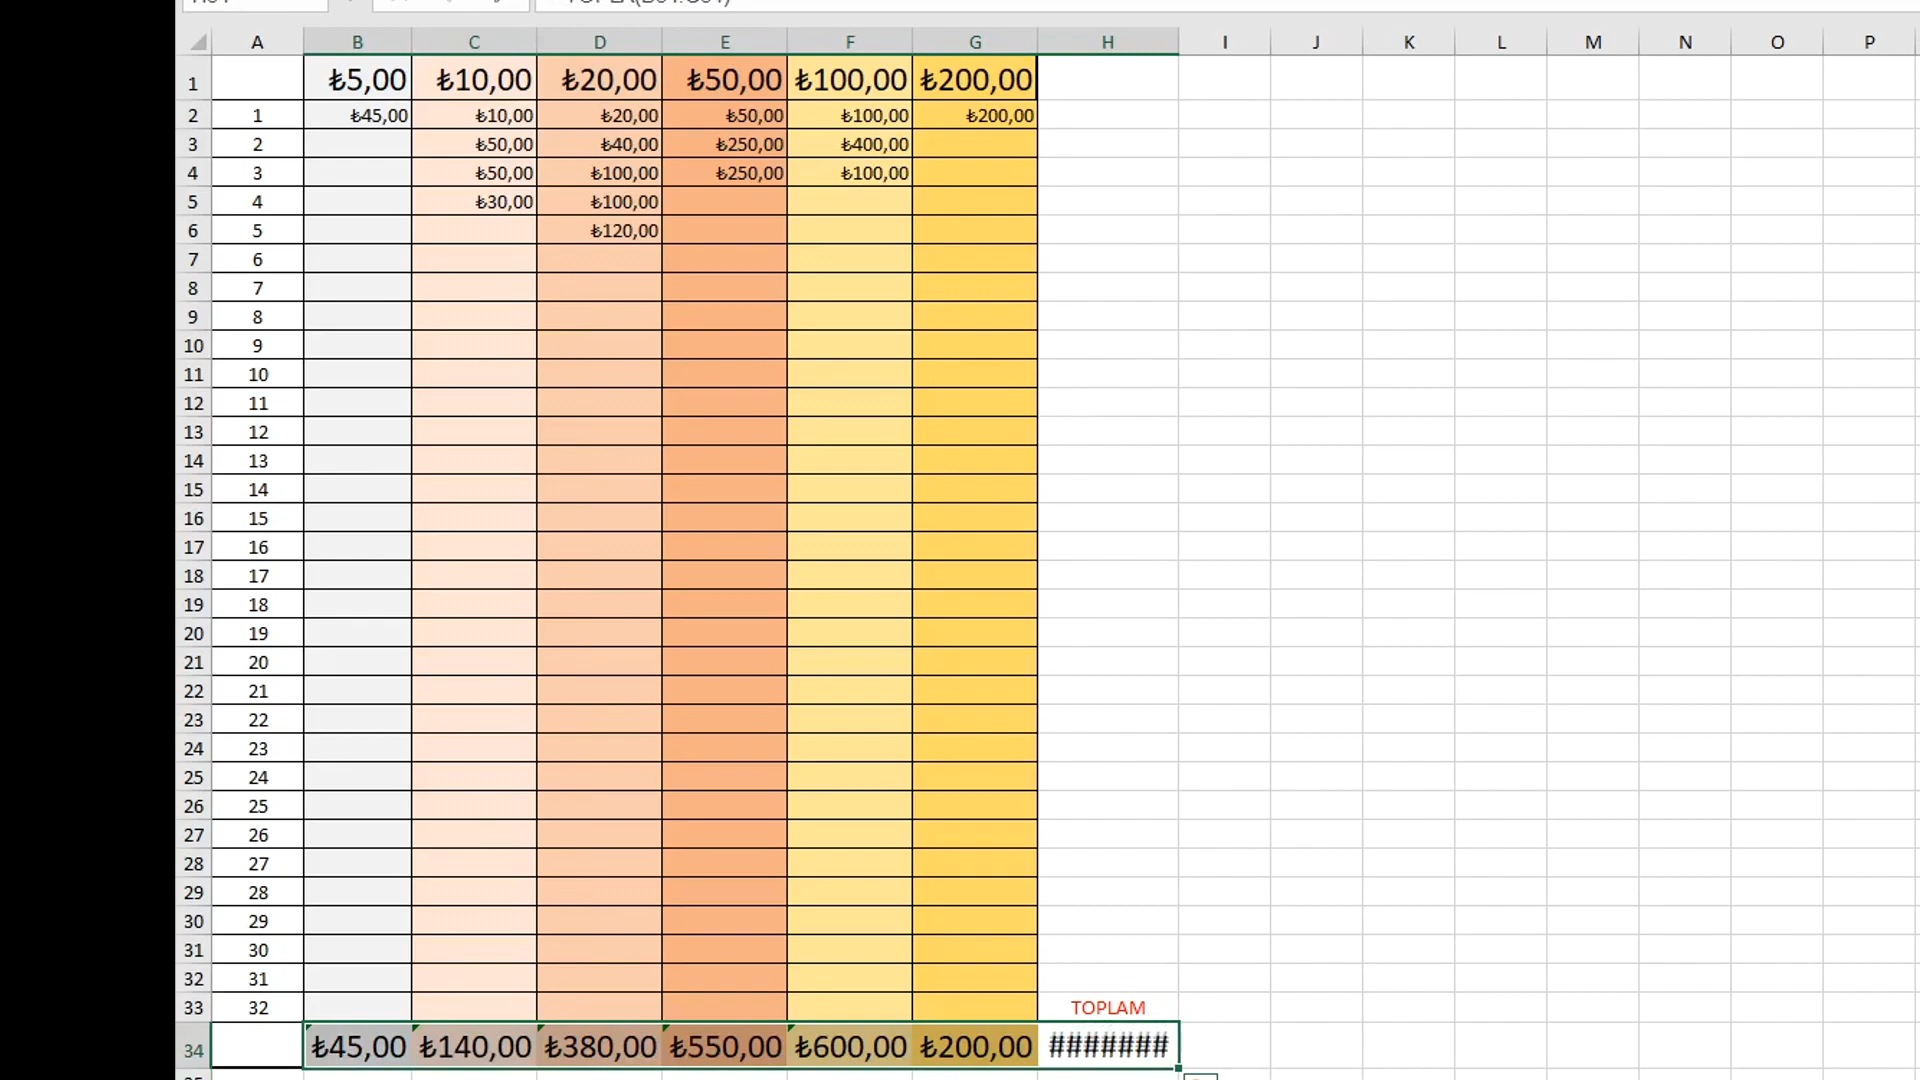 A B C D E F G H I J K L M N O P
1 ₺5,00 ₺10,00 ₺20,00 ₺50,00 ₺100,00 ₺200,00
2 1 ₺45,00 ₺10,00 ₺20,00 ₺50,00 ₺100,00 ₺200,00
3 2 ₺50,00 ₺40,00 ₺250,00 ₺400,00
4 3 ₺50,00 ₺100,00 ₺250,00 ₺100,00
5 4 ₺30,00 ₺100,00
6 5 ₺120,00
7 6
8 7
9 8
10 9
11 10
12 11
13 12
14 13
15 14
16 15
17 16
18 17
19 18
20 19
21 20
22 21
23 22
24 23
25 24
26 25
27 26
28 27
29 28
30 29
31 30
32 31
33 32 TOPLAM
34 ₺45,00 ₺140,00 ₺380,00 ₺550,00 ₺600,00 ₺200,00 #######